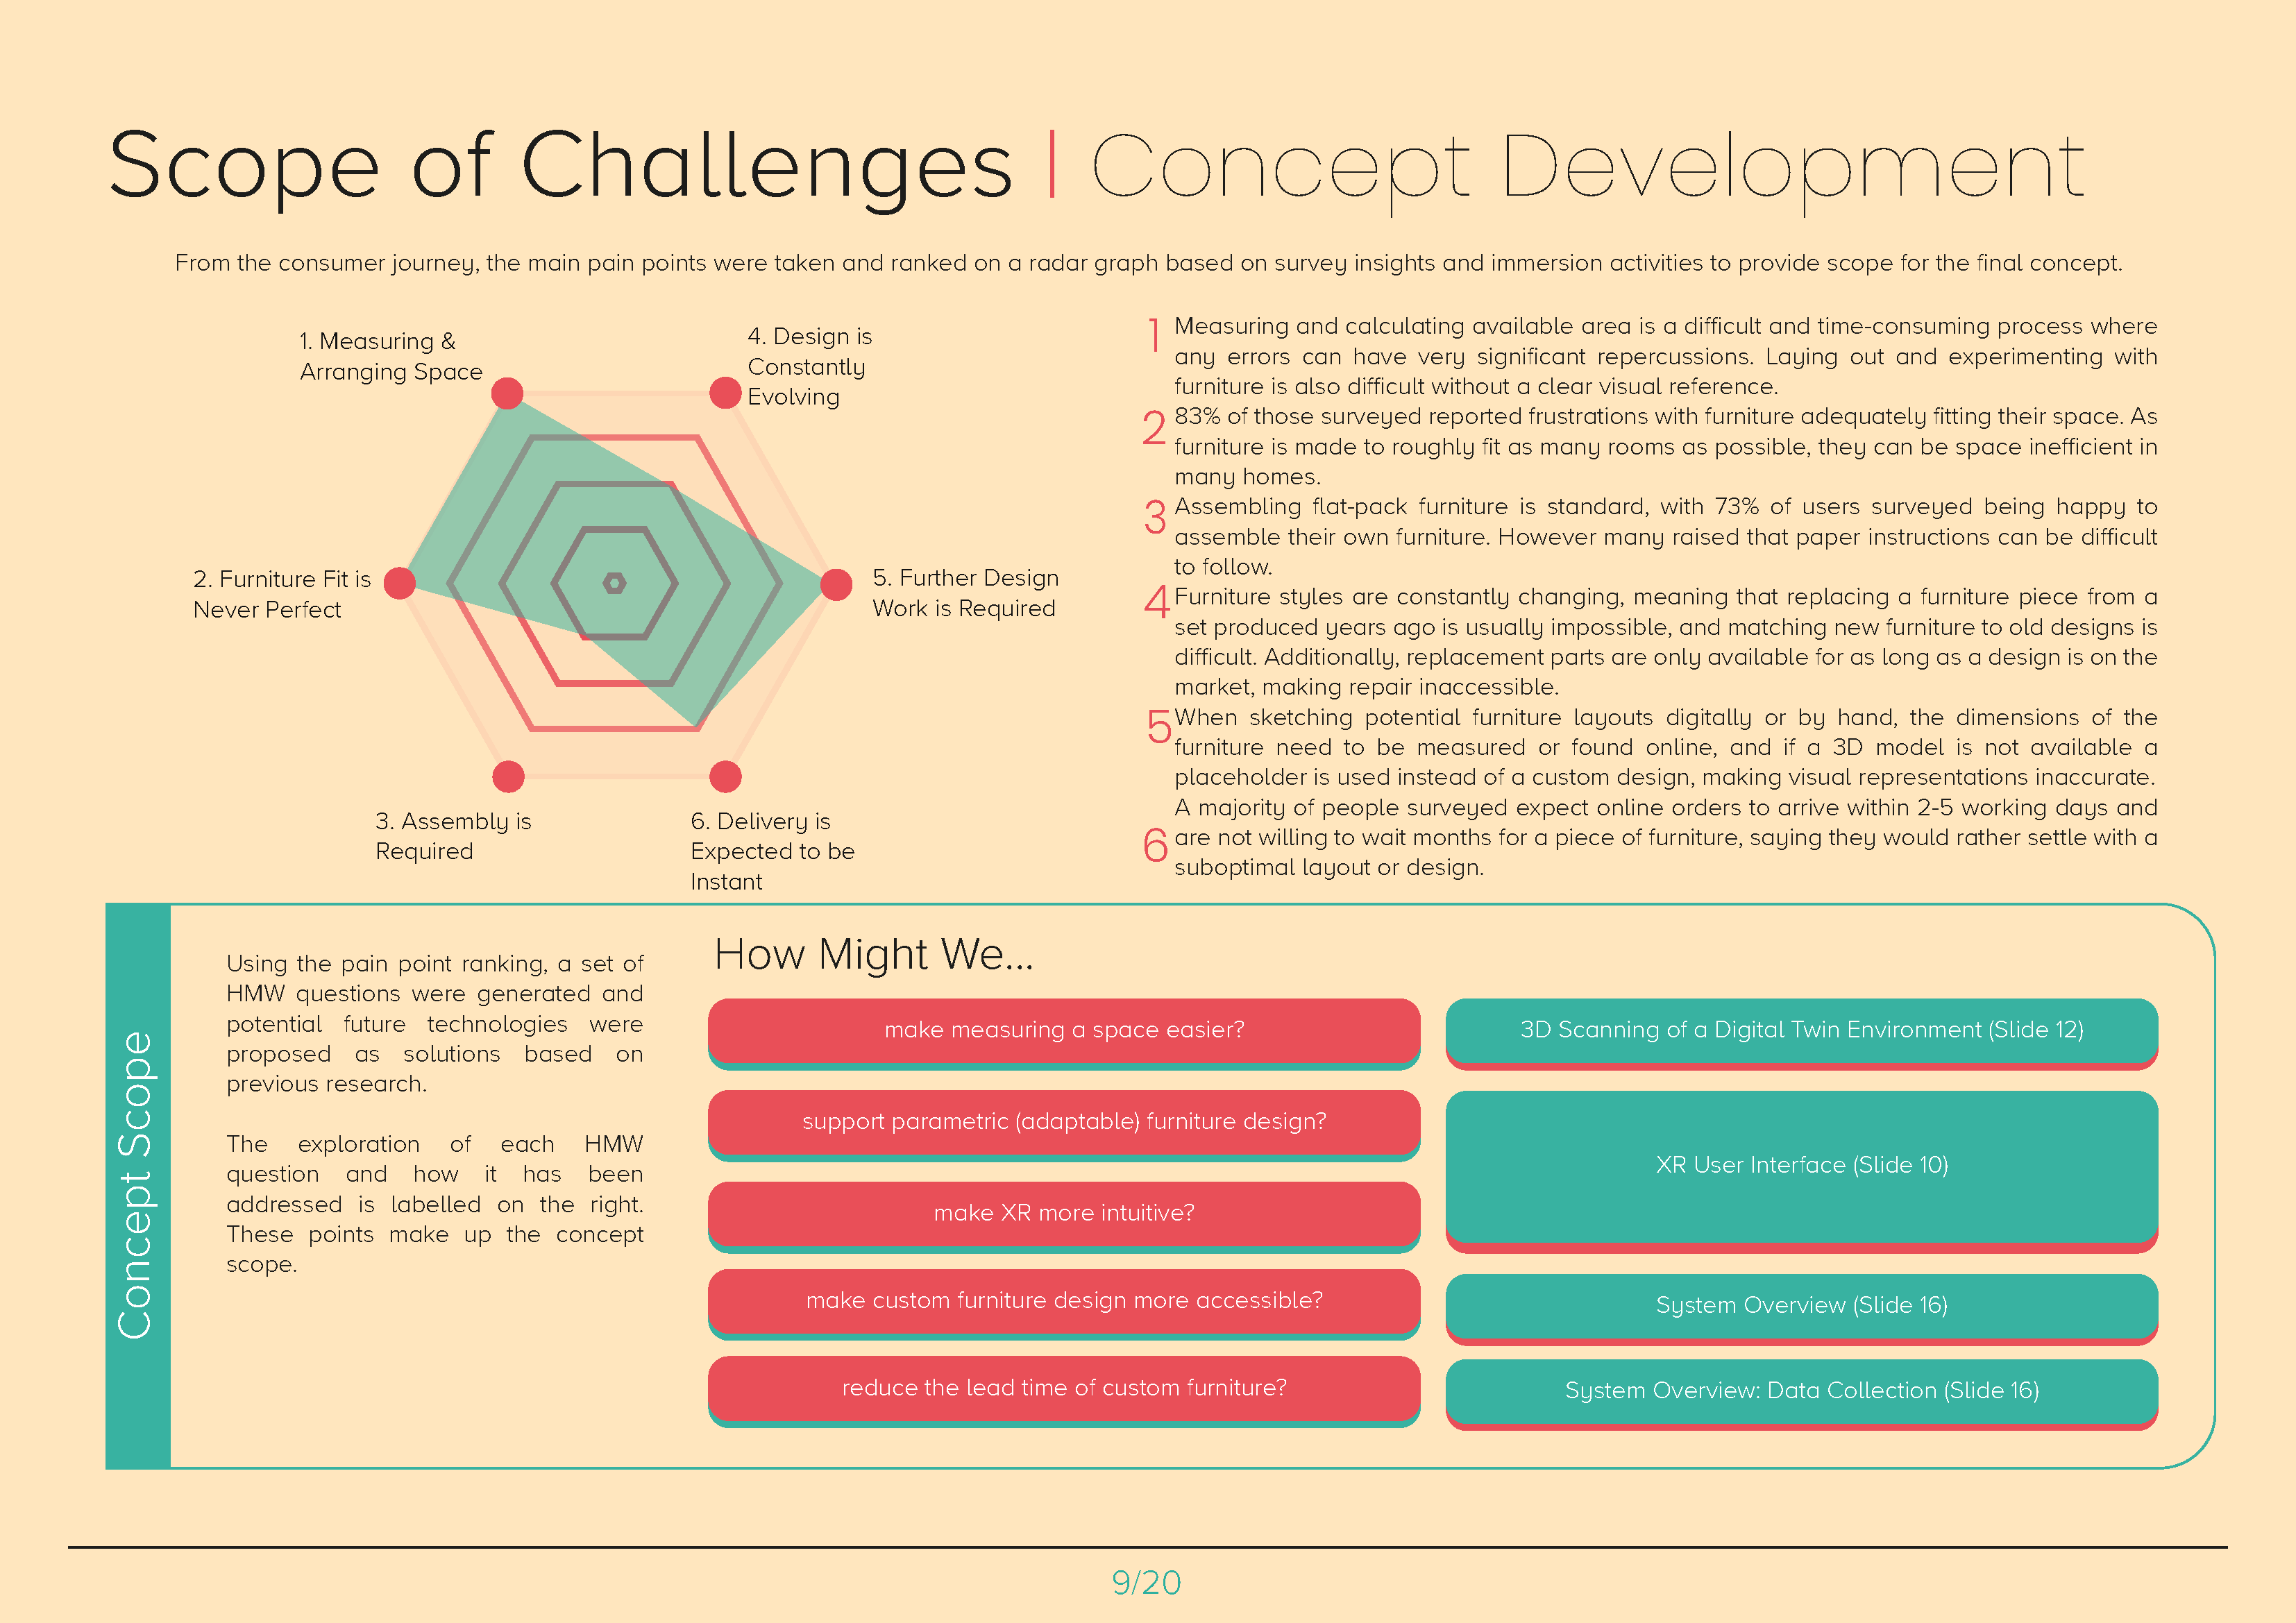 Scope of Challenges | Concept Development
From the consumer journey, the main pain points were taken and ranked on a radar graph based on survey insights and immersion activities to provide scope for the final concept.
1. Measuring &
Arranging Space
4. Design is
Constantly
Evolving
2. Furniture Fit is
Never Perfect
5. Further Design
Work is Required
3. Assembly is
Required
6. Delivery is
Expected to be
Instant
1 Measuring and calculating available area is a difficult and time-consuming process where
any errors can have very significant repercussions. Laying out and experimenting with
furniture is also difficult without a clear visual reference.
2 83% of those surveyed reported frustrations with furniture adequately fitting their space. As
furniture is made to roughly fit as many rooms as possible, they can be space inefficient in
many homes.
3 Assembling flat-pack furniture is standard, with 73% of users surveyed being happy to
assemble their own furniture. However many raised that paper instructions can be difficult
to follow.
4 Furniture styles are constantly changing, meaning that replacing a furniture piece from a
set produced years ago is usually impossible, and matching new furniture to old designs is
difficult. Additionally, replacement parts are only available for as long as a design is on the
market, making repair inaccessible.
5 When sketching potential furniture layouts digitally or by hand, the dimensions of the
furniture need to be measured or found online, and if a 3D model is not available a
placeholder is used instead of a custom design, making visual representations inaccurate.
A majority of people surveyed expect online orders to arrive within 2-5 working days and
6 are not willing to wait months for a piece of furniture, saying they would rather settle with a
suboptimal layout or design.
Concept Scope
Using the pain point ranking, a set of
HMW questions were generated and
potential future technologies were
proposed as solutions based on
previous research.
The exploration of each HMW
question and how it has been
addressed is labelled on the right.
These points make up the concept
scope.
How Might We...
make measuring a space easier?
3D Scanning of a Digital Twin Environment (Slide 12)
support parametric (adaptable) furniture design?
XR User Interface (Slide 10)
make XR more intuitive?
make custom furniture design more accessible?
System Overview (Slide 16)
reduce the lead time of custom furniture?
System Overview: Data Collection (Slide 16)
9/20